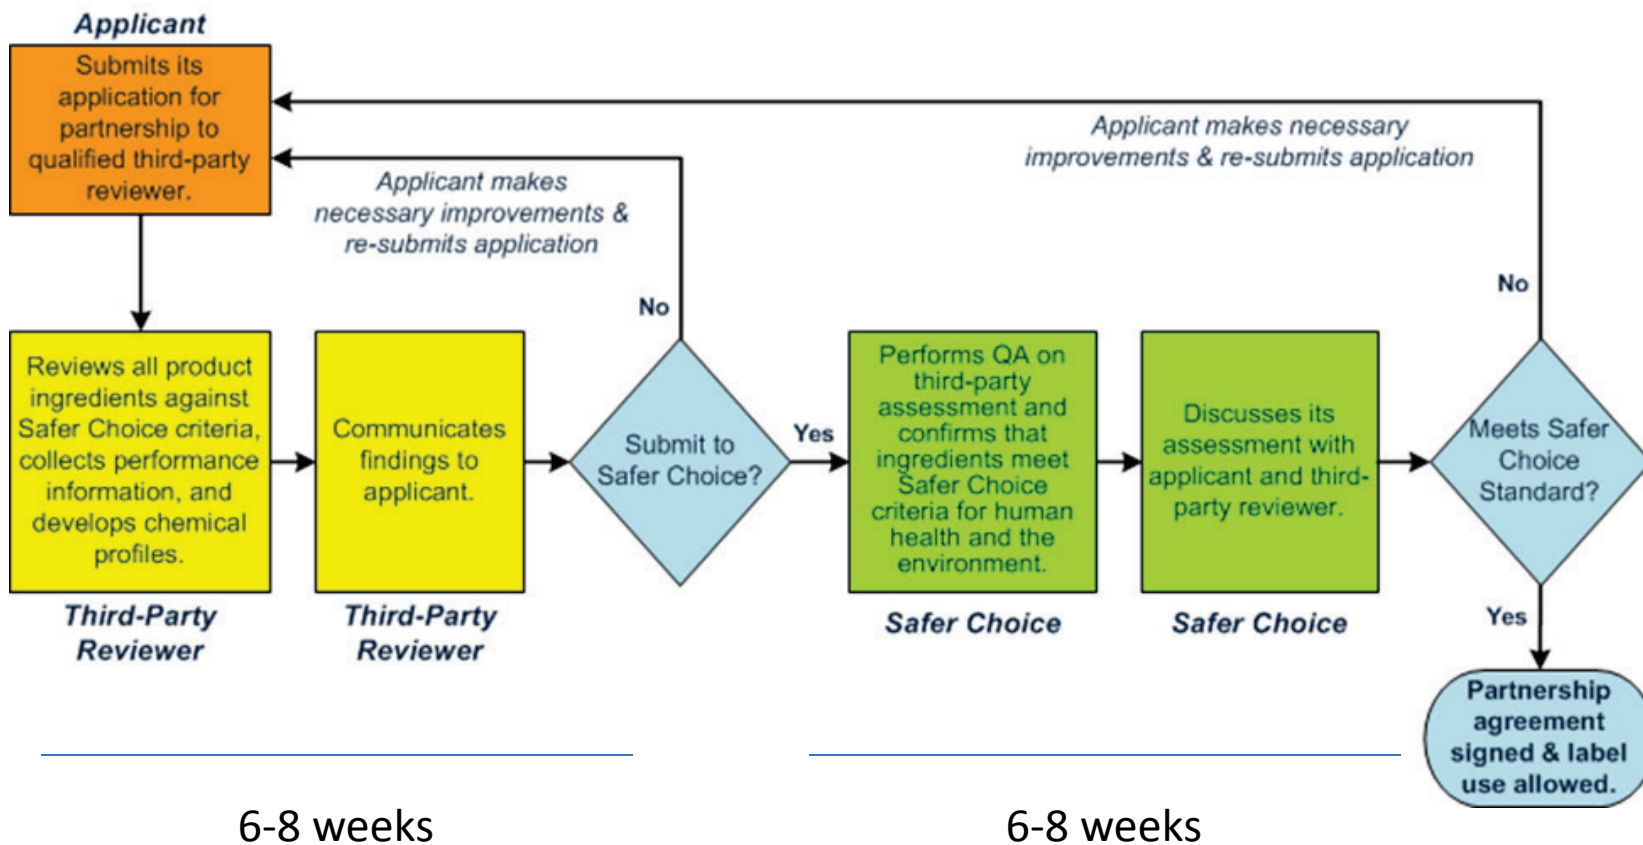 Applicant
Submits its
application for
partnership to
qualified third-party
reviewer.
Applicant makes necessary
improvements & re-submits application
Applicant makes
necessary improvements &
re-submits application
No
No
Reviews all product
ingredients against
Safer Choice criteria,
collects performance
information, and
develops chemical
profiles.
Third-Party
Reviewer
Communicates
findings to
applicant.
Third-Party
Reviewer
Submit to
Safer Choice?
Yes
Performs QA on
third-party
assessment and
confirms that
ingredients meet
Safer Choice
criteria for human
health and the
environment.
Safer Choice
Discusses its
assessment with
applicant and third-
party reviewer.
Safer Choice
Meets Safer
Choice
Standard?
Yes
Partnership
agreement
signed & label
use allowed.
6-8 weeks
6-8 weeks